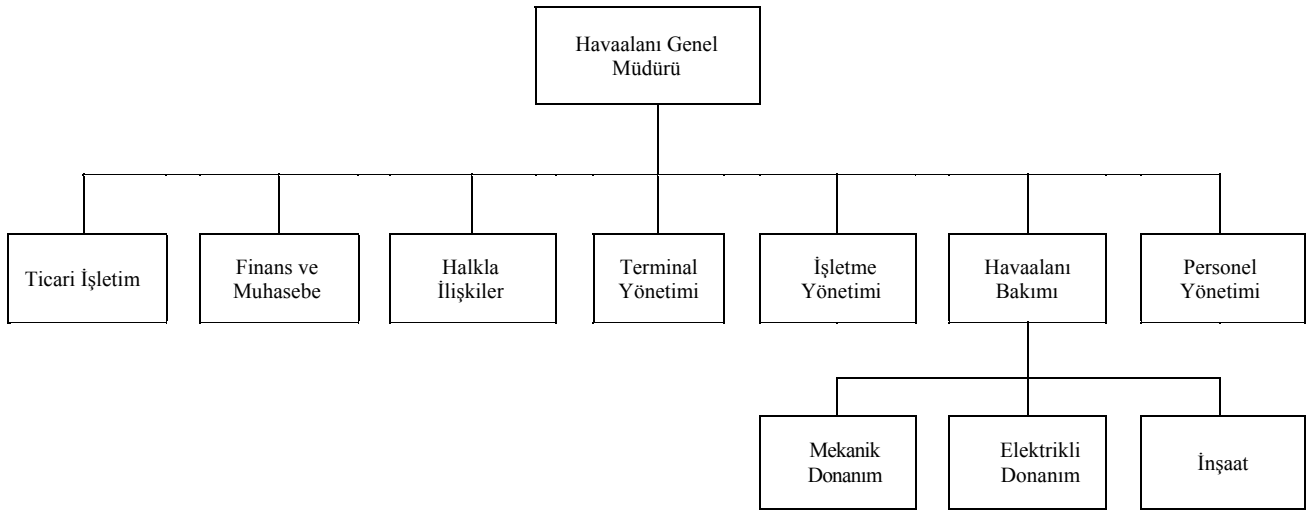 Havaalanı Genel
Müdürü
Ticari İşletim
Finans ve
Muhasebe
Halkla
İlişkiler
Terminal
Yönetimi
İşletme
Yönetimi
Havaalanı
Bakımı
Personel
Yönetimi
Mekanik
Donanım
Elektrikli
Donanım
İnşaat